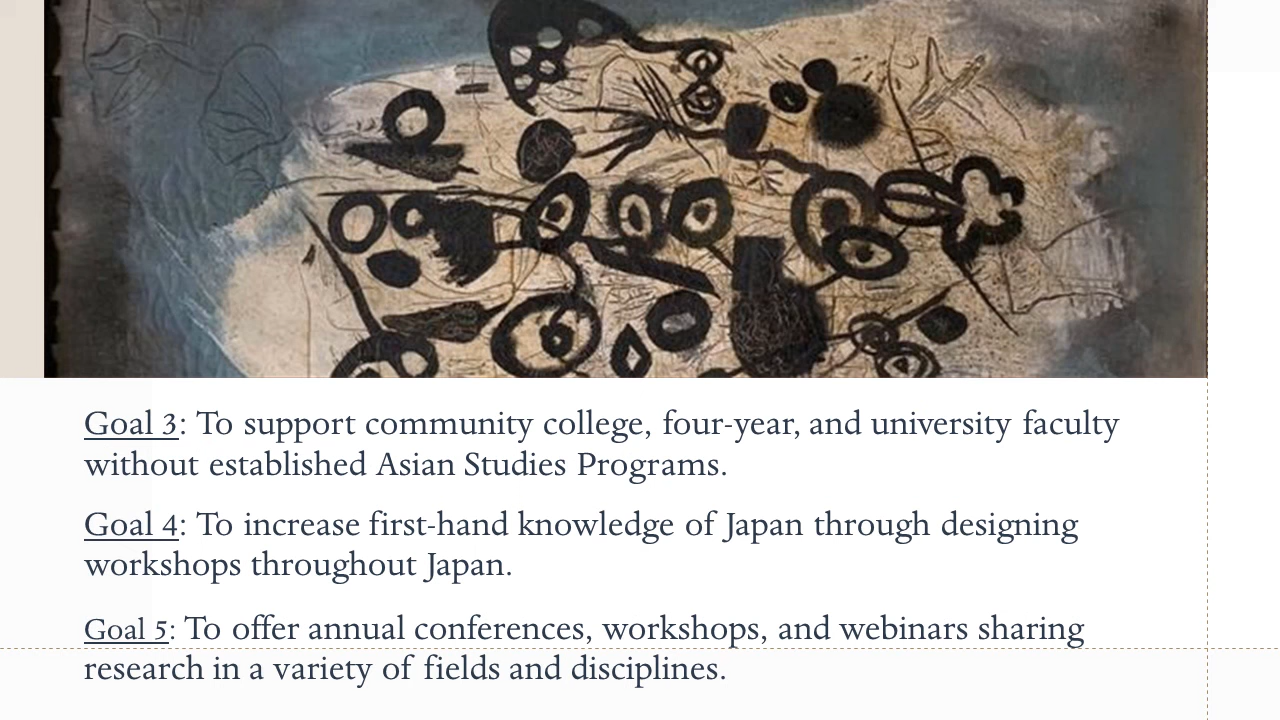 Goal 3: To support community college, four-year, and university faculty
without established Asian Studies Programs.
Goal 4: To increase first-hand knowledge of Japan through designing
workshops throughout Japan.
Goal 5: To offer annual conferences, workshops, and webinars sharing
research in a variety of fields and disciplines.